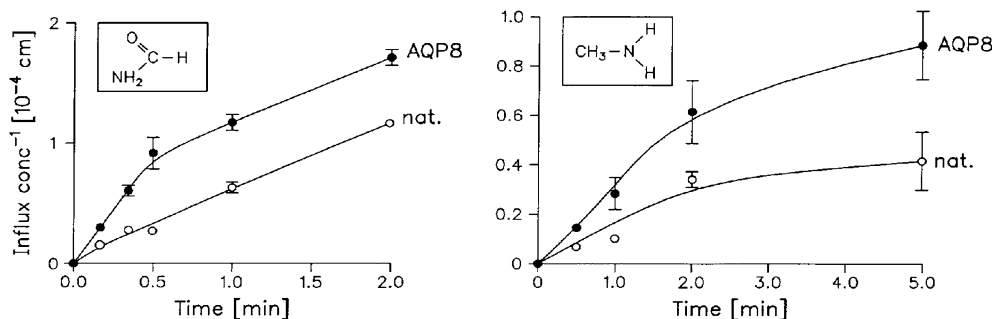 Influx conc⁻¹ [10⁻⁴ cm]
2
1
0
O
C–H
NH₂
AQP8
nat.
0.0
0.5
1.0
1.5
2.0
Time [min]
1.0
0.8
0.6
0.4
0.2
0
H
CH₃–N
H
AQP8
nat.
0
1.0
2.0
3.0
4.0
5.0
Time [min]